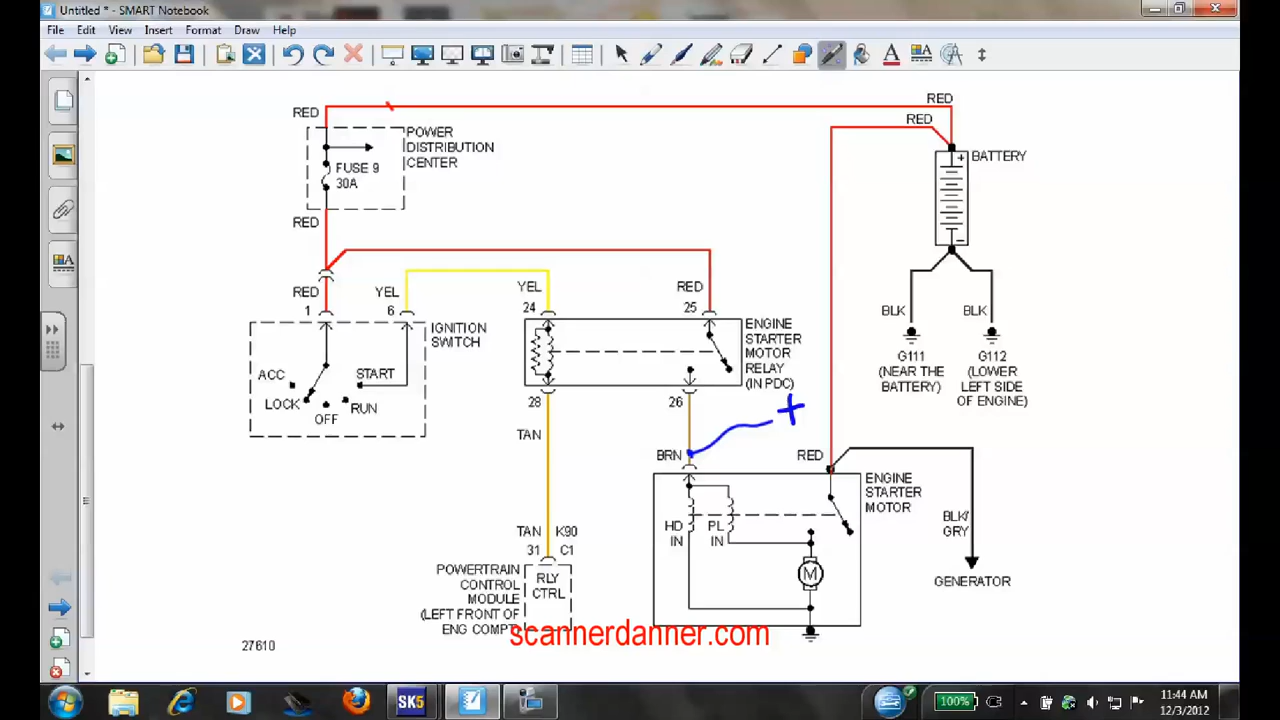 Untitled * - SMART Notebook
File Edit View Insert Format Draw Help
RED
RED
RED
POWER
DISTRIBUTION
CENTER
FUSE 9
30A
+
BATTERY
–
RED
RED
YEL
YEL
RED
1
6
24
25
IGNITION
SWITCH
ENGINE
STARTER
MOTOR
RELAY
(IN PDC)
BLK
BLK
G111
(NEAR THE
BATTERY)
G112
(LOWER
LEFT SIDE
OF ENGINE)
ACC
START
LOCK
RUN
OFF
28
26
+
TAN
BRN
RED
ENGINE
STARTER
MOTOR
HD
IN
PL
IN
BLK/
GRY
TAN
K90
31
C1
M
GENERATOR
POWERTRAIN
CONTROL
MODULE
(LEFT FRONT OF
ENG COMPT)
RLY
CTRL
scannerdanner.com
27610
SK5
100%
11:44 AM
12/3/2012